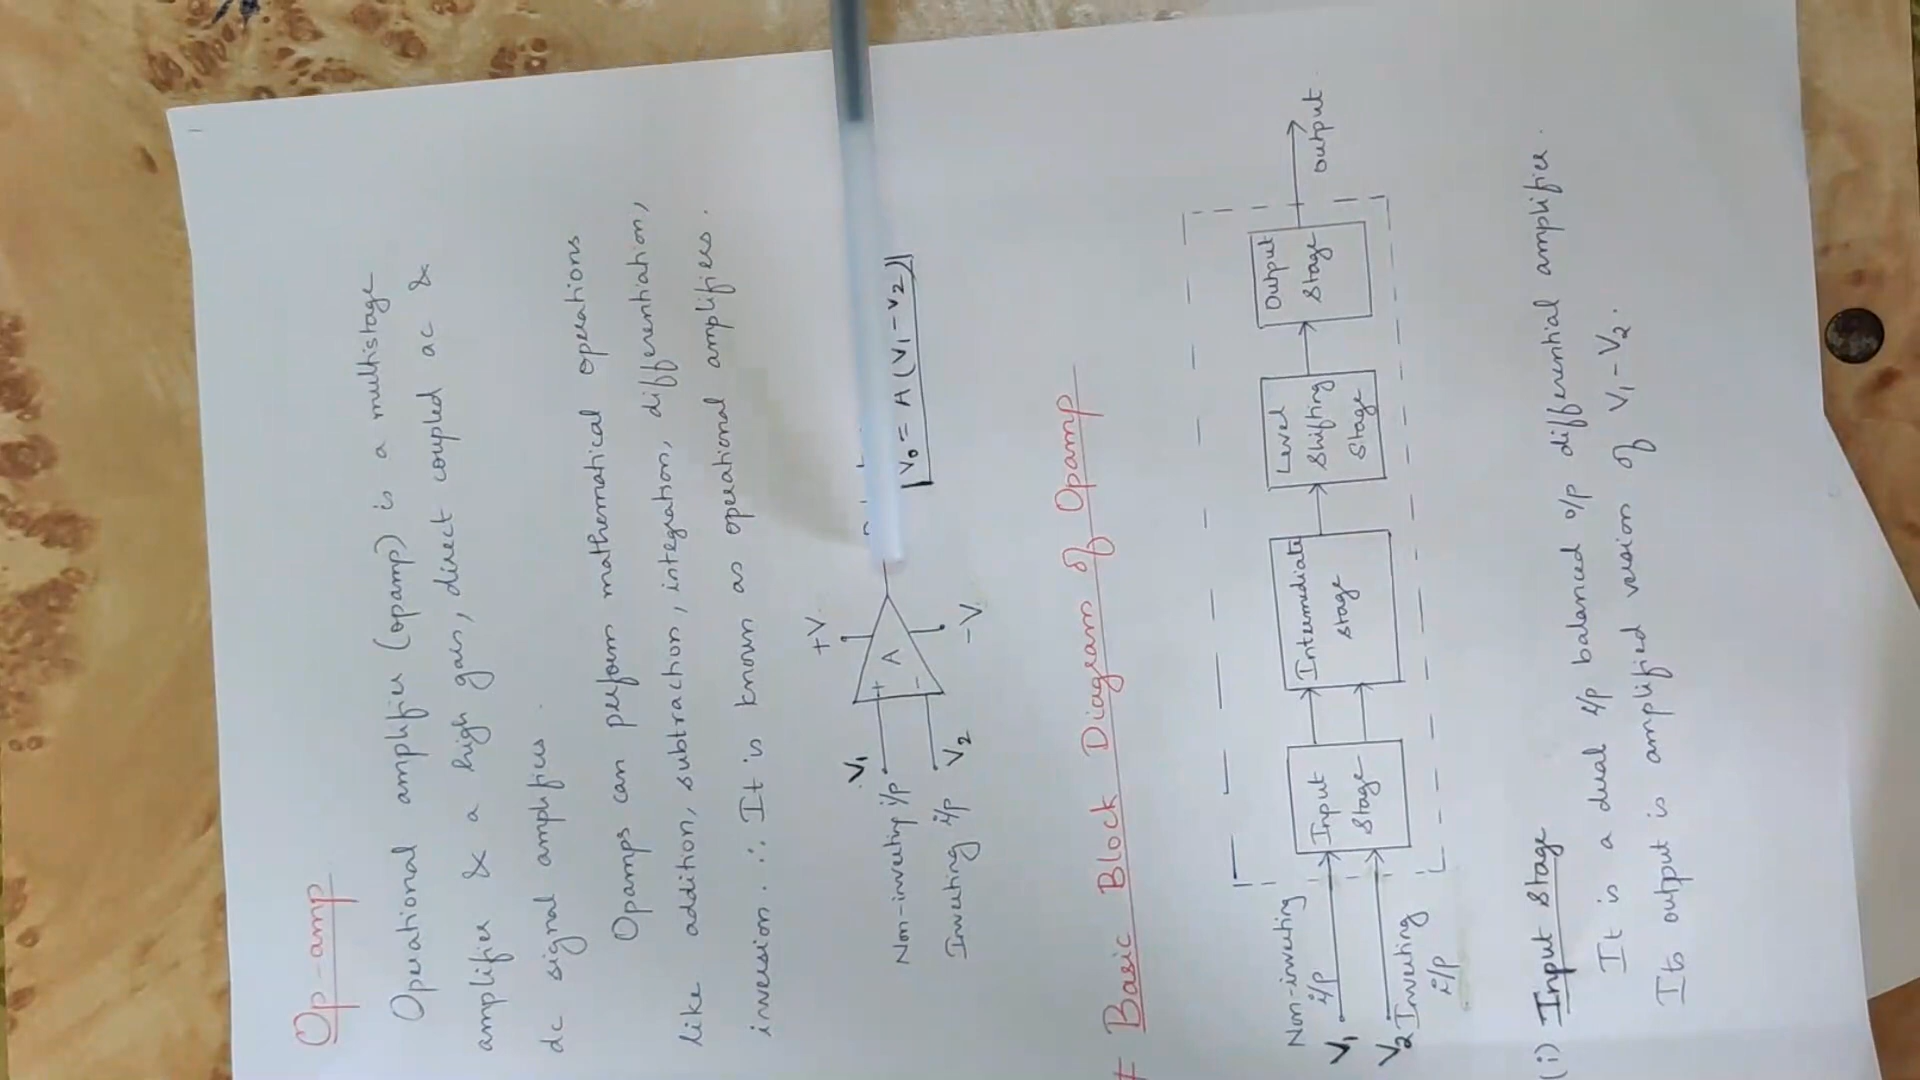 Op-amp
Operational amplifier (opamp) is a multistage
amplifier & a high gain, direct coupled ac &
dc signal amplifier.
Opamps can perform mathematical operations
like addition, subtraction, integration, differentiation,
inversion. ∴ It is known as operational amplifiers.
+V
V1
Non-inverting i/p
+
A
-
Inverting i/p
V2
-V
Vo = A (V1 - V2)
# Basic Block Diagram of Opamp
Non-inverting
i/p
V1
V2 Inverting
i/p
Input
Stage
Intermediate
Stage
Level
Shifting
Stage
Output
Stage
output
(i) Input Stage
It is a dual i/p balanced o/p differential amplifier.
Its output is amplified version of V1 - V2.